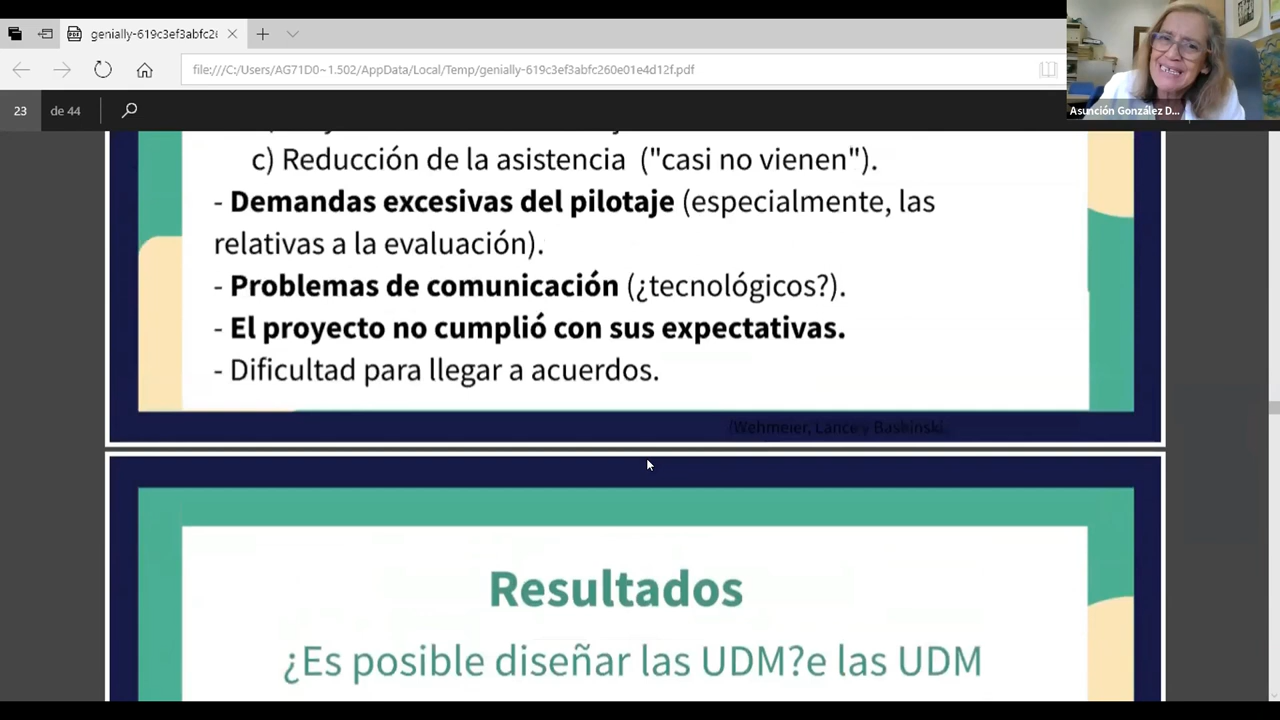 genially-619c3ef3abfc2
file:///C:/Users/AG71D0~1.502/AppData/Local/Temp/genially-619c3ef3abfc260e01e4d12f.pdf
Asunción González D...
23 de 44
c) Reducción de la asistencia ("casi no vienen").
- Demandas excesivas del pilotaje (especialmente, las
relativas a la evaluación).
- Problemas de comunicación (¿tecnológicos?).
- El proyecto no cumplió con sus expectativas.
- Dificultad para llegar a acuerdos.
(Wehmeier, Lance y Bashinski,
Resultados
¿Es posible diseñar las UDM?e las UDM